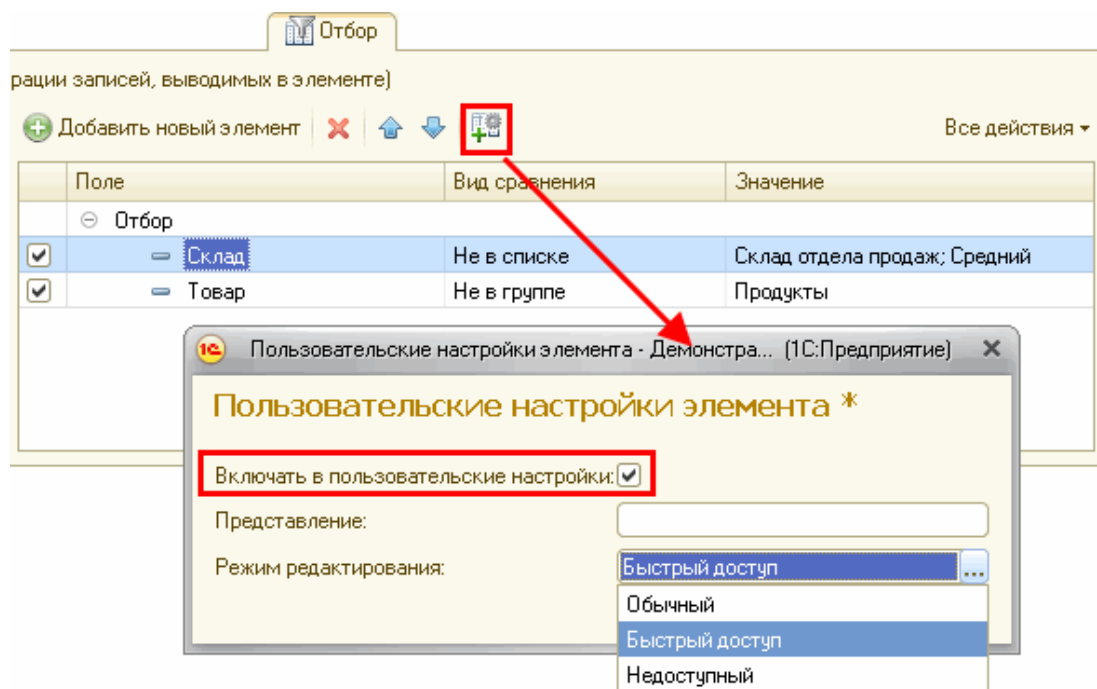 Отбор
рации записей, выводимых в элементе)
Добавить новый элемент Все действия
Поле Вид сравнения Значение
Отбор
Склад Не в списке Склад отдела продаж; Средний
Товар Не в группе Продукты
1С Пользовательские настройки элемента - Демонстра... (1С:Предприятие)
Пользовательские настройки элемента *
Включать в пользовательские настройки:
Представление:
Режим редактирования: Быстрый доступ ...
Обычный
Быстрый доступ
Недоступный